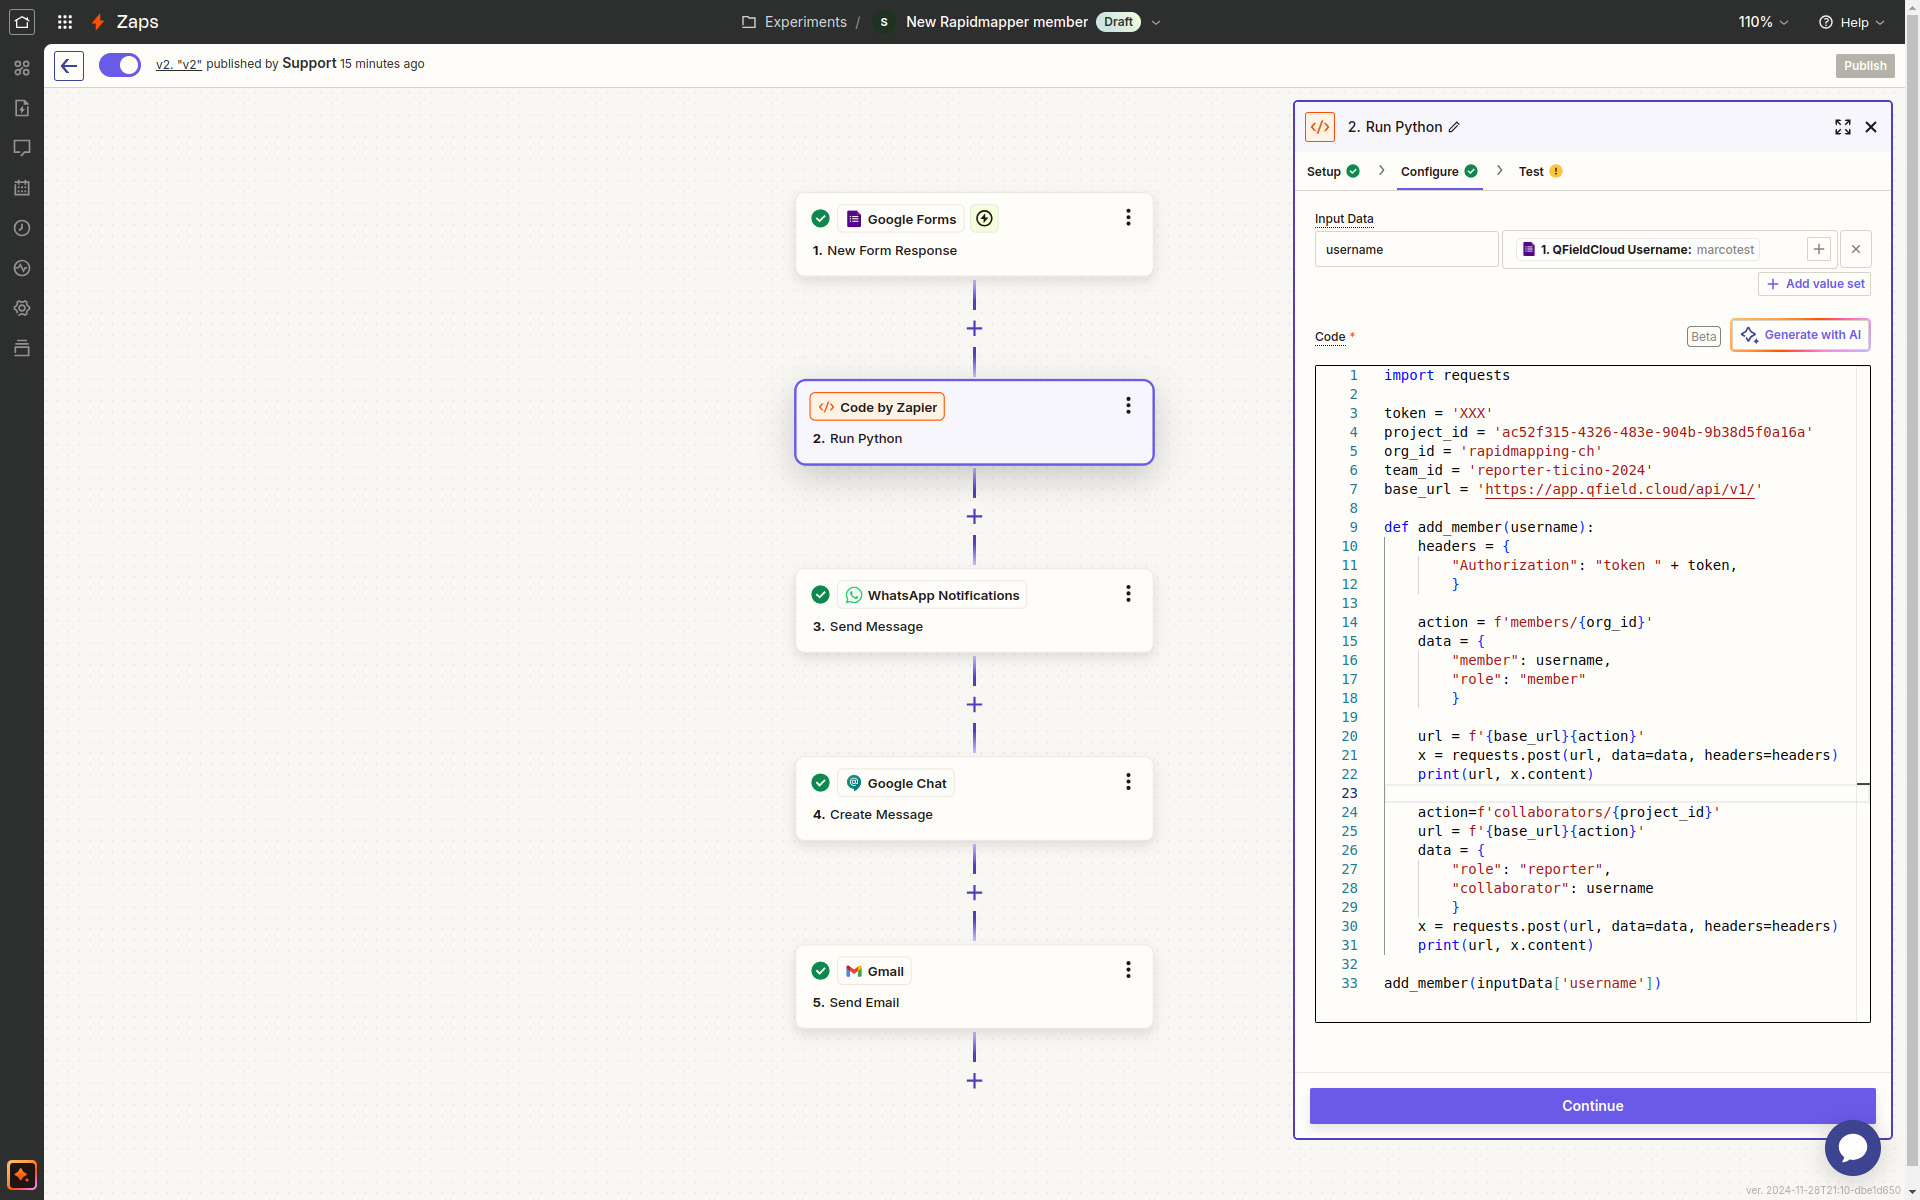 Zaps
Experiments / S New Rapidmapper member Draft
110% Help
v2. "v2" published by Support 15 minutes ago
Publish
Google Forms
1. New Form Response
Code by Zapier
2. Run Python
WhatsApp Notifications
3. Send Message
Google Chat
4. Create Message
Gmail
5. Send Email
2. Run Python
Setup Configure Test
Input Data
username 1. QFieldCloud Username: marcotest
Add value set
Code * Beta Generate with AI
1 import requests
2
3 token = 'XXX'
4 project_id = 'ac52f315-4326-483e-904b-9b38d5f0a16a'
5 org_id = 'rapidmapping-ch'
6 team_id = 'reporter-ticino-2024'
7 base_url = 'https://app.qfield.cloud/api/v1/'
8
9 def add_member(username):
10     headers = {
11         "Authorization": "token " + token,
12         }
13
14     action = f'members/{org_id}'
15     data = {
16         "member": username,
17         "role": "member"
18         }
19
20     url = f'{base_url}{action}'
21     x = requests.post(url, data=data, headers=headers)
22     print(url, x.content)
23
24     action=f'collaborators/{project_id}'
25     url = f'{base_url}{action}'
26     data = {
27         "role": "reporter",
28         "collaborator": username
29         }
30     x = requests.post(url, data=data, headers=headers)
31     print(url, x.content)
32
33 add_member(inputData['username'])
Continue
ver. 2024-11-28T21:10-dbe1d650